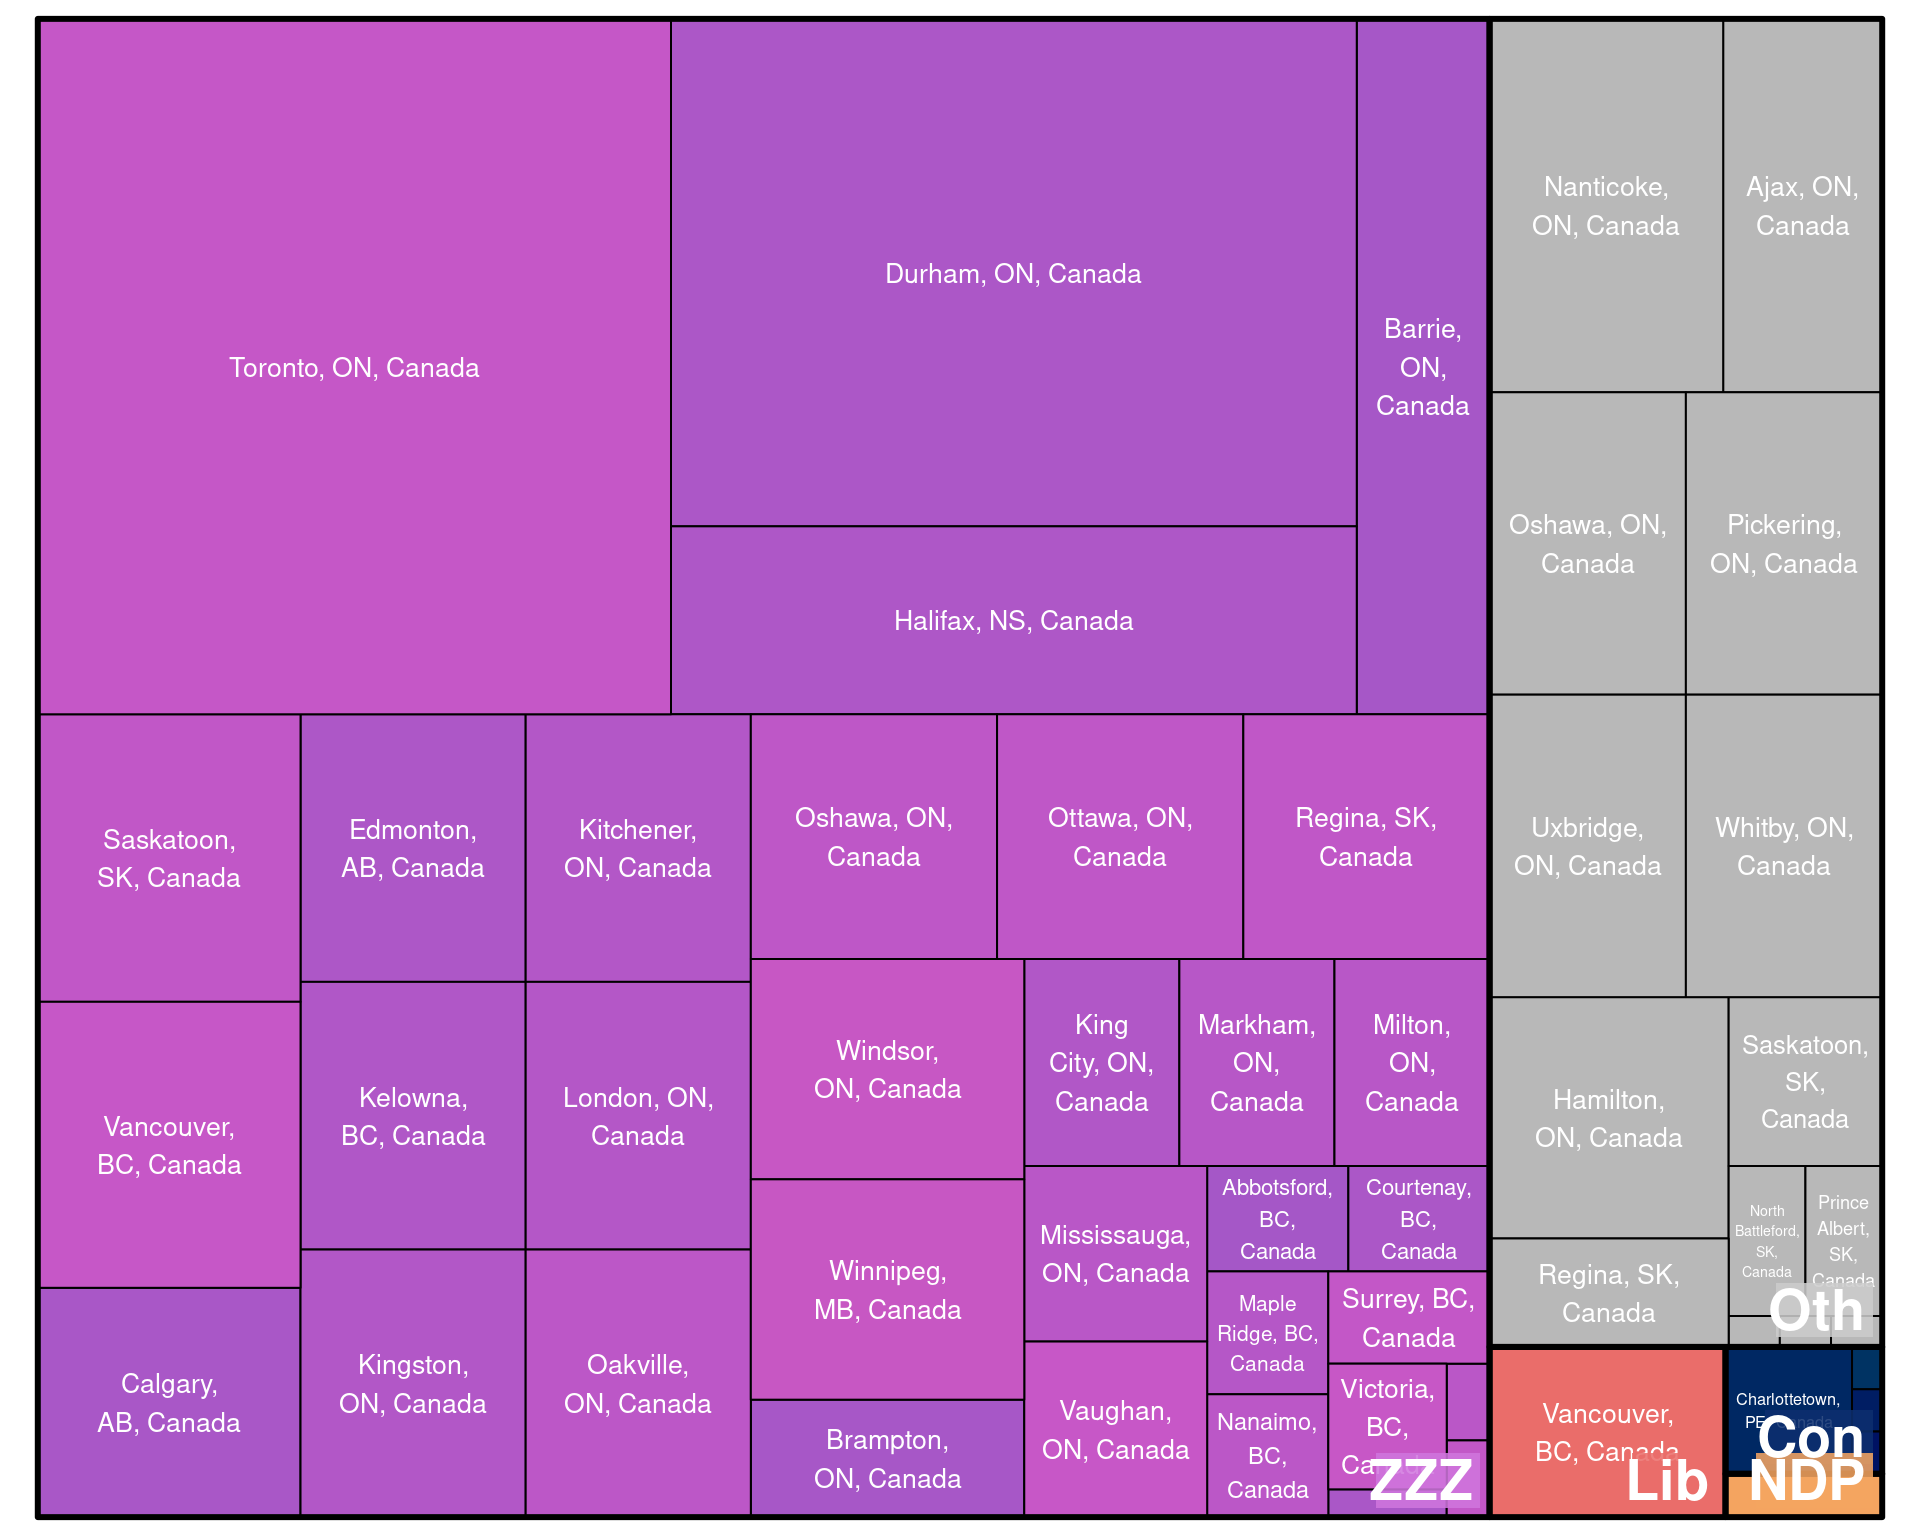 Toronto, ON, Canada
Durham, ON, Canada
Barrie,
ON,
Canada
Halifax, NS, Canada
Saskatoon,
SK, Canada
Edmonton,
AB, Canada
Kitchener,
ON, Canada
Oshawa, ON,
Canada
Ottawa, ON,
Canada
Regina, SK,
Canada
Vancouver,
BC, Canada
Kelowna,
BC, Canada
London, ON,
Canada
Windsor,
ON, Canada
King
City, ON,
Canada
Markham,
ON,
Canada
Milton,
ON,
Canada
Calgary,
AB, Canada
Kingston,
ON, Canada
Oakville,
ON, Canada
Winnipeg,
MB, Canada
Brampton,
ON, Canada
Mississauga,
ON, Canada
Vaughan,
ON, Canada
Abbotsford,
BC,
Canada
Courtenay,
BC,
Canada
Maple
Ridge, BC,
Canada
Surrey, BC,
Canada
Nanaimo,
BC,
Canada
Victoria,
BC,
Canada
ZZZ
Nanticoke,
ON, Canada
Ajax, ON,
Canada
Oshawa, ON,
Canada
Pickering,
ON, Canada
Uxbridge,
ON, Canada
Whitby, ON,
Canada
Hamilton,
ON, Canada
Saskatoon,
SK,
Canada
North
Battleford,
SK,
Canada
Prince
Albert,
SK,
Canada
Regina, SK,
Canada
Oth
Vancouver,
BC, Canada
Lib
Charlottetown,
PE, Canada
Con
NDP